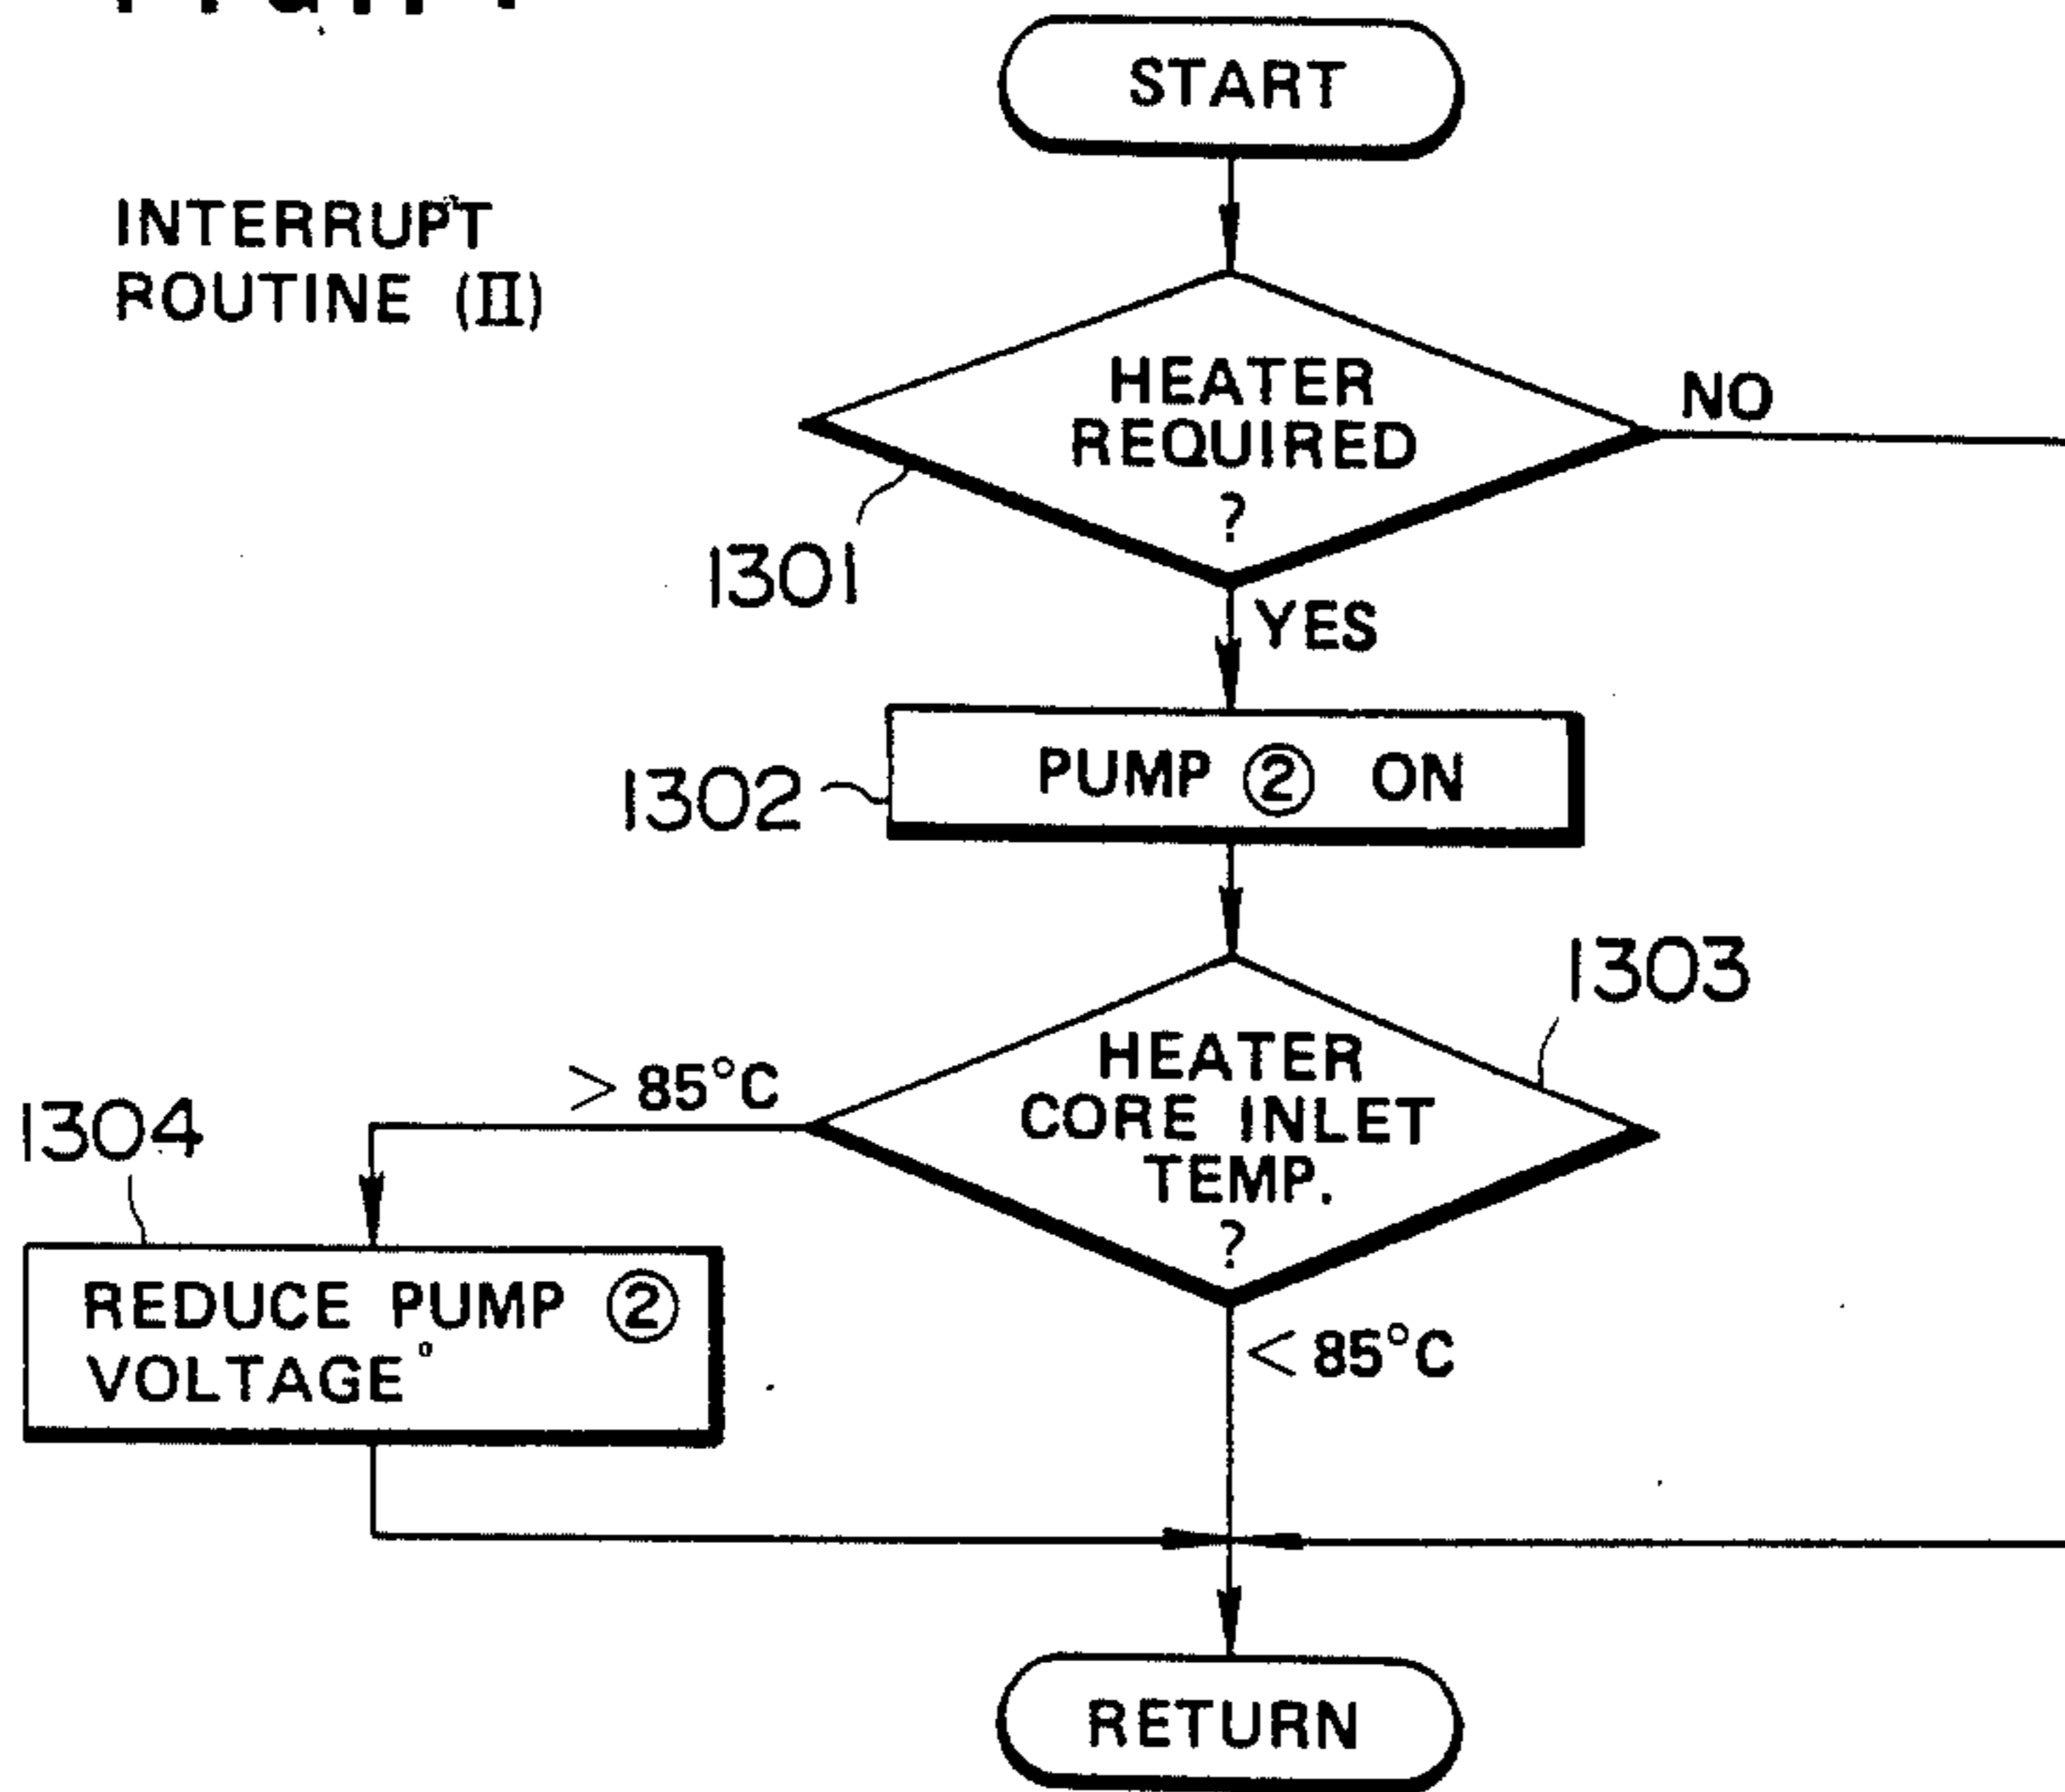 START
INTERRUPT
ROUTINE (II)
HEATER
REQUIRED
?
NO
1301
YES
1302
PUMP ② ON
1303
HEATER
CORE INLET
TEMP.
?
> 85°C
1304
REDUCE PUMP ②
VOLTAGE
< 85°C
RETURN